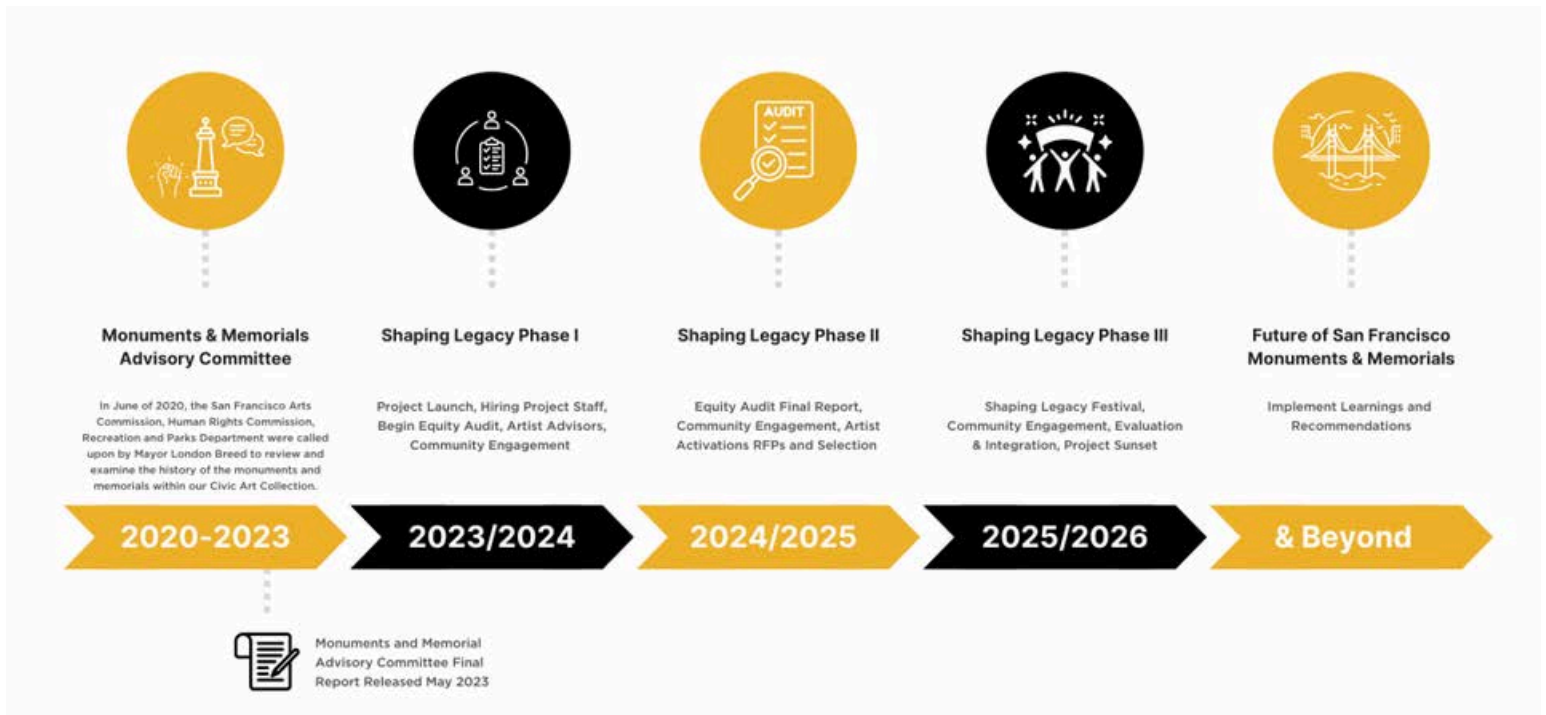 AUDIT
Monuments & Memorials
Advisory Committee
In June of 2020, the San Francisco Arts
Commission, Human Rights Commission,
Recreation and Parks Department were called
upon by Mayor London Breed to review and
examine the history of the monuments and
memorials within our Civic Art Collection.
2020-2023
Monuments and Memorial
Advisory Committee Final
Report Released May 2023
Shaping Legacy Phase I
Project Launch, Hiring Project Staff,
Begin Equity Audit, Artist Advisors,
Community Engagement
2023/2024
Shaping Legacy Phase II
Equity Audit Final Report,
Community Engagement, Artist
Activations RFPs and Selection
2024/2025
Shaping Legacy Phase III
Shaping Legacy Festival,
Community Engagement, Evaluation
& Integration, Project Sunset
2025/2026
Future of San Francisco
Monuments & Memorials
Implement Learnings and
Recommendations
& Beyond